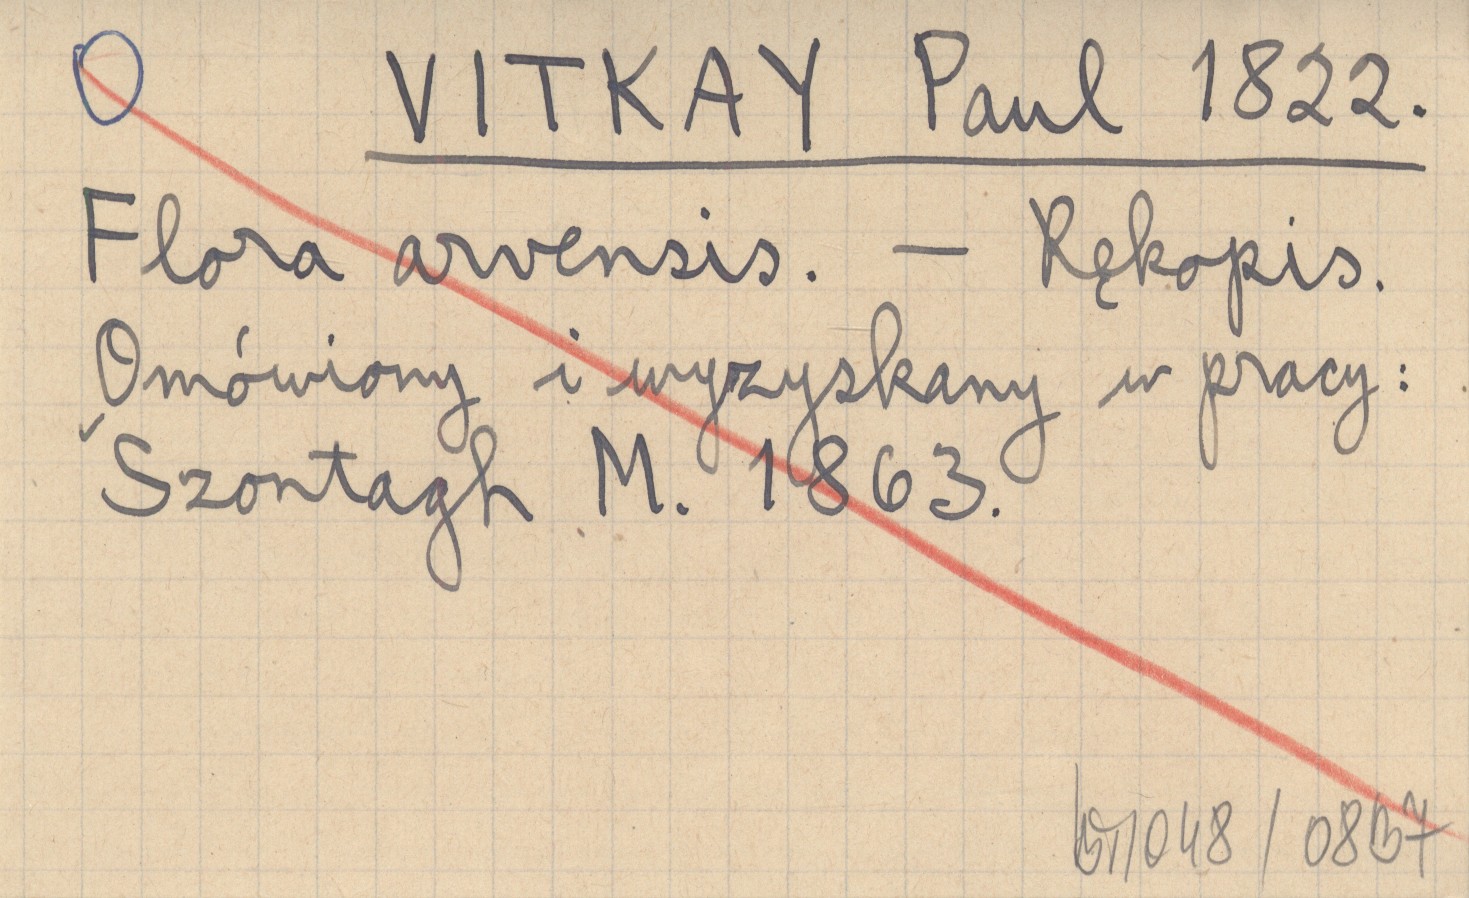 VITKAY Paul 1822.
Flora arvensis. — Rękopis.
Omówiony i wyzyskany w pracy:
Szontagh M. 1863.